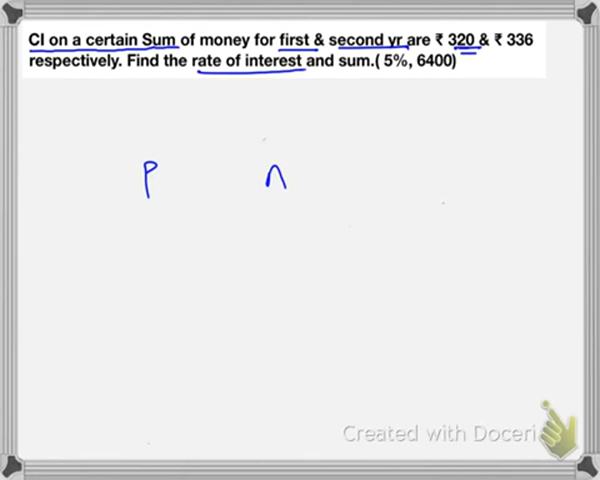 CI on a certain Sum of money for first & second yr are ₹ 320 & ₹ 336
respectively. Find the rate of interest and sum.( 5%, 6400)
P n
Created with Doceri